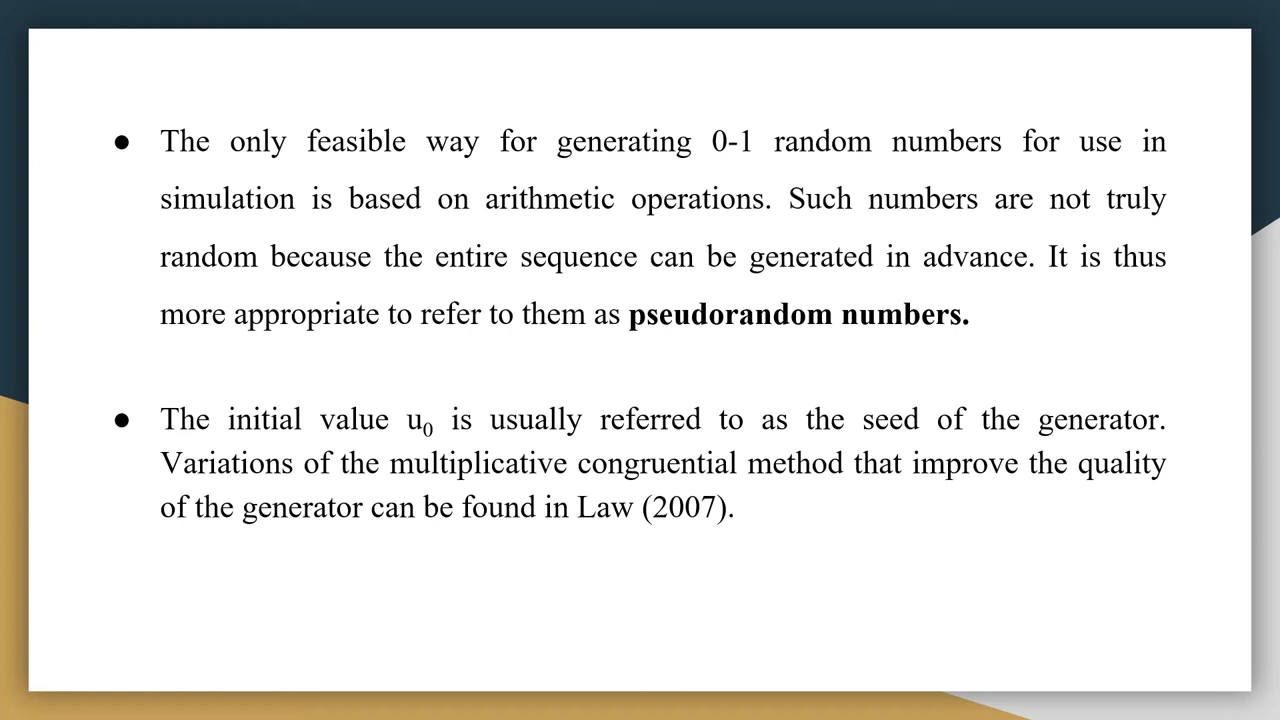 ● The only feasible way for generating 0-1 random numbers for use in
simulation is based on arithmetic operations. Such numbers are not truly
random because the entire sequence can be generated in advance. It is thus
more appropriate to refer to them as pseudorandom numbers.
● The initial value u₀ is usually referred to as the seed of the generator.
Variations of the multiplicative congruential method that improve the quality
of the generator can be found in Law (2007).